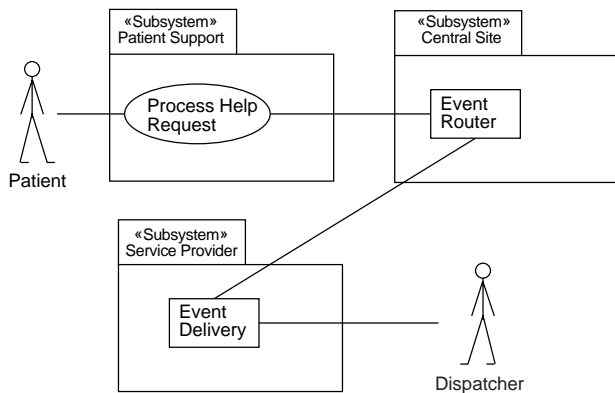 «Subsystem»
Patient Support
«Subsystem»
Central Site
Process Help
Request
Event
Router
Patient
«Subsystem»
Service Provider
Event
Delivery
Dispatcher